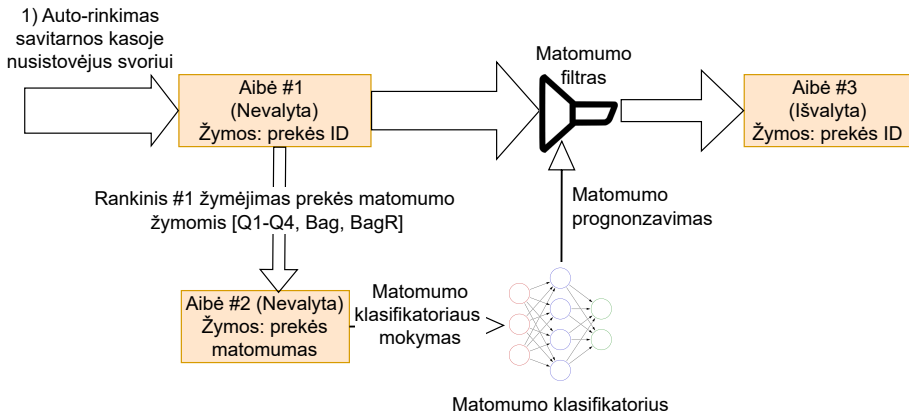 1) Auto-rinkimas
savitarnos kasoje
nusistovėjus svoriui
Aibė #1
(Nevalyta)
Žymos: prekės ID
Matomumo
filtras
Aibė #3
(Išvalyta)
Žymos: prekės ID
Rankinis #1 žymėjimas prekės matomumo
žymomis [Q1-Q4, Bag, BagR]
Matomumo
prognonzavimas
Aibė #2 (Nevalyta)
Žymos: prekės
matomumas
Matomumo
klasifikatoriaus
mokymas
Matomumo klasifikatorius